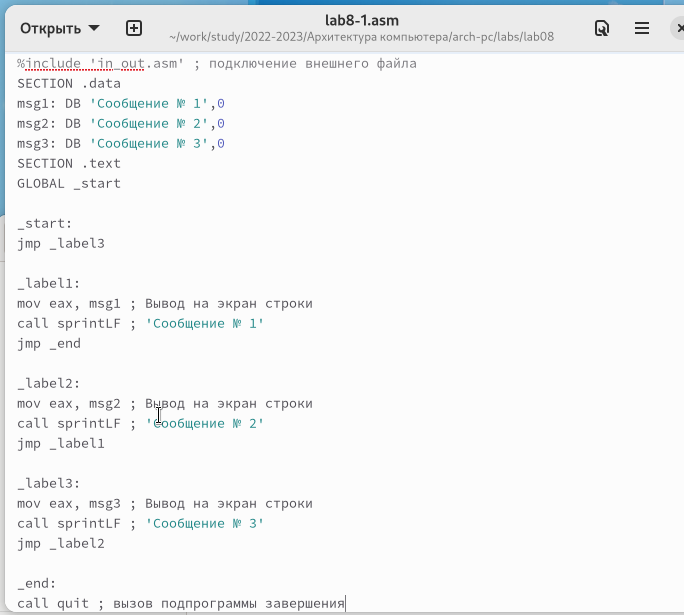 Открыть
lab8-1.asm
~/work/study/2022-2023/Архитектура компьютера/arch-pc/labs/lab08
%include 'in_out.asm' ; подключение внешнего файла
SECTION .data
msg1: DB 'Сообщение № 1',0
msg2: DB 'Сообщение № 2',0
msg3: DB 'Сообщение № 3',0
SECTION .text
GLOBAL _start
_start:
jmp _label3
_label1:
mov eax, msg1 ; Вывод на экран строки
call sprintLF ; 'Сообщение № 1'
jmp _end
_label2:
mov eax, msg2 ; Вывод на экран строки
call sprintLF ; 'Сообщение № 2'
jmp _label1
_label3:
mov eax, msg3 ; Вывод на экран строки
call sprintLF ; 'Сообщение № 3'
jmp _label2
_end:
call quit ; вызов подпрограммы завершения